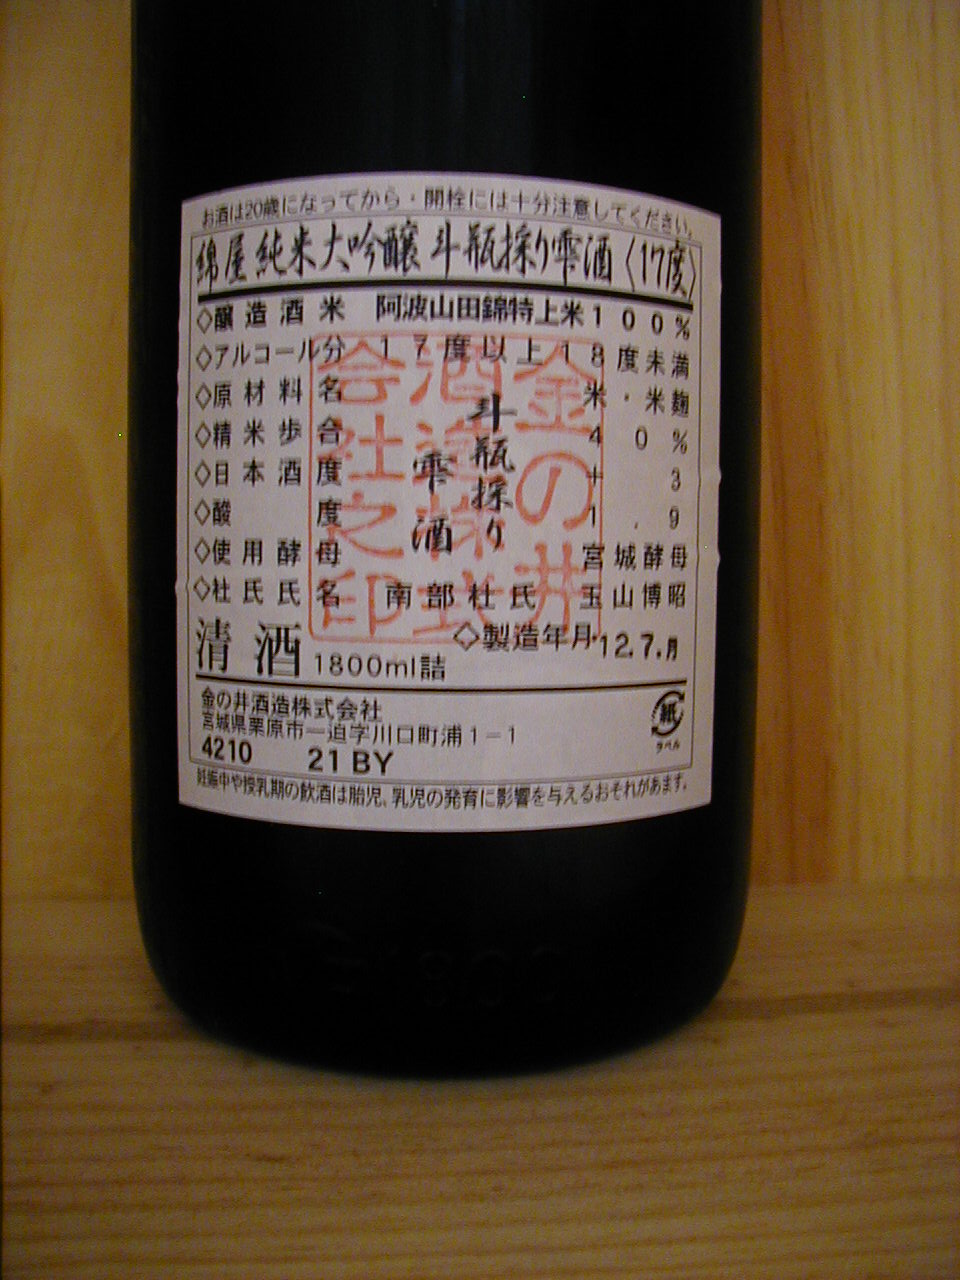 お酒は20歳になってから・開栓には十分注意してください。
綿屋 純米大吟醸 斗瓶採り雫酒〈17度〉
◇醸造酒米 阿波山田錦特上米100%
◇アルコール分 17度以上18度未満
◇原材料名 米・米麹
◇精米歩合 40%
◇日本酒度 +3
◇酸度 1.9
◇使用酵母 宮城酵母
◇杜氏氏名 南部杜氏 玉山博昭
斗瓶採り
雫酒
金の井
酒造株式
会社之印
清酒 1800ml詰
◇製造年月 12.7.月
金の井酒造株式会社
宮城県栗原市一迫字川口町浦1-1
4210 21BY
紙
ラベル
妊娠中や授乳期の飲酒は胎児、乳児の発育に影響を与えるおそれがあます。
1800